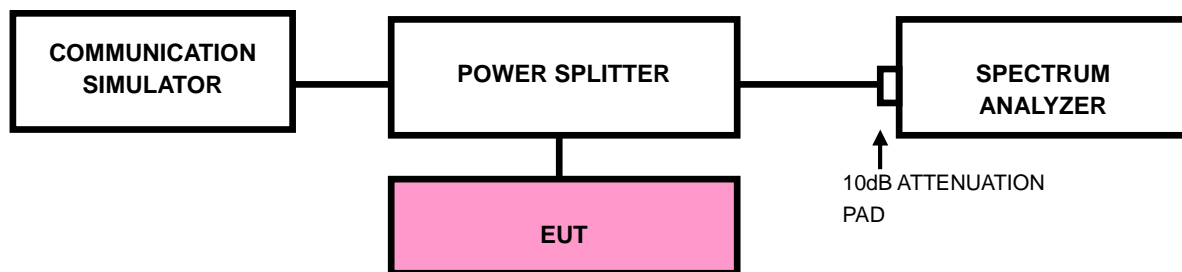 COMMUNICATION
SIMULATOR
POWER SPLITTER
SPECTRUM
ANALYZER
10dB ATTENUATION
PAD
EUT